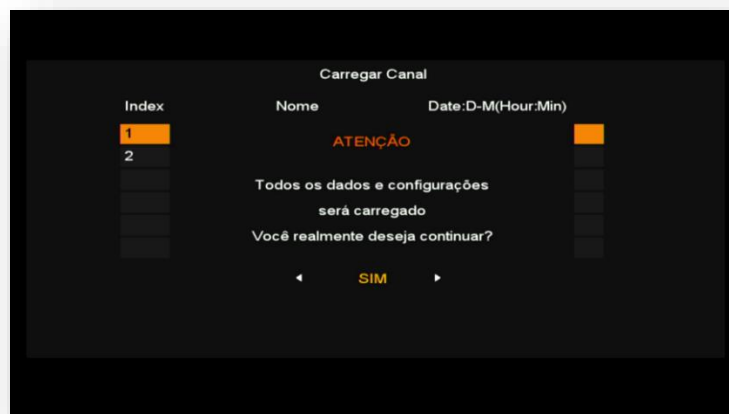 Carregar Canal
Index Nome Date:D-M(Hour:Min)
1
ATENÇÃO
2
Todos os dados e configurações
será carregado
Você realmente deseja continuar?
SIM